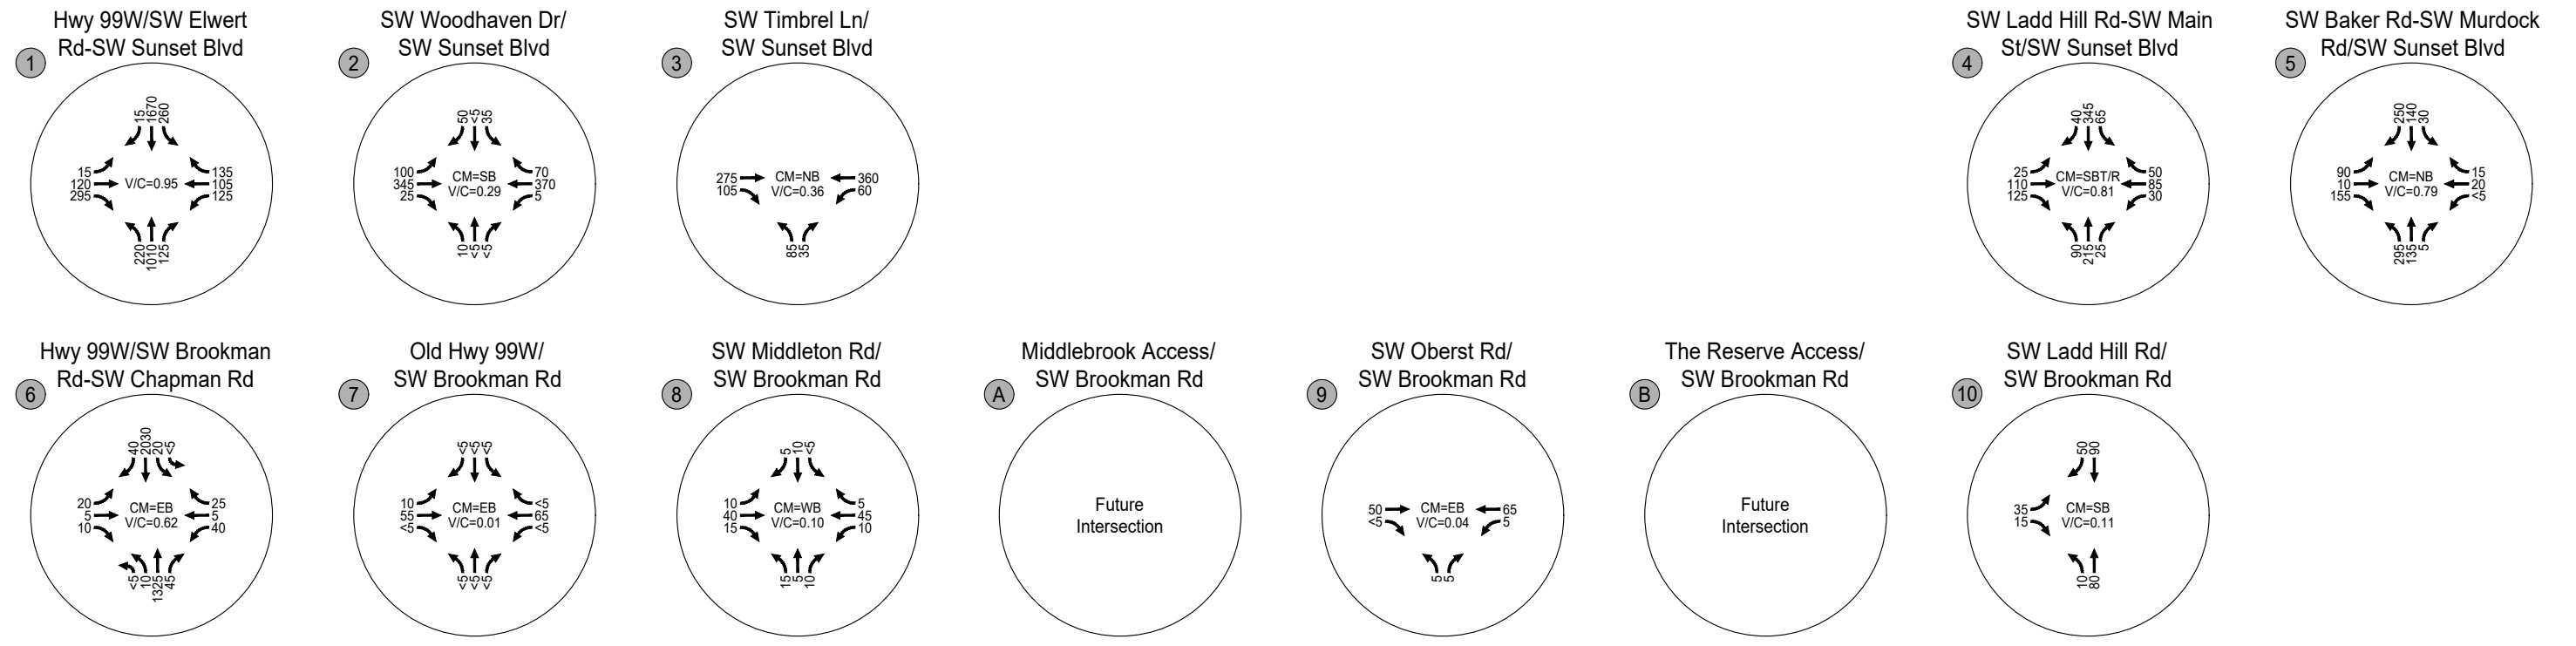 Hwy 99W/SW Elwert
Rd-SW Sunset Blvd
1
15
1670
260
15
120
295
V/C=0.95
135
105
125
220
1010
125
SW Woodhaven Dr/
SW Sunset Blvd
2
50
<5
35
100
345
25
CM=SB
V/C=0.29
70
370
5
10
<5
<5
SW Timbrel Ln/
SW Sunset Blvd
3
275
105
CM=NB
V/C=0.36
360
60
85
35
SW Ladd Hill Rd-SW Main
St/SW Sunset Blvd
4
40
345
65
25
110
125
CM=SBT/R
V/C=0.81
50
85
30
90
215
25
SW Baker Rd-SW Murdock
Rd/SW Sunset Blvd
5
250
140
30
90
10
155
CM=NB
V/C=0.79
15
20
<5
295
135
5
Hwy 99W/SW Brookman
Rd-SW Chapman Rd
6
40
2030
20
<5
20
5
10
CM=EB
V/C=0.62
25
5
40
<5
10
1325
45
Old Hwy 99W/
SW Brookman Rd
7
<5
<5
<5
10
55
<5
CM=EB
V/C=0.01
<5
65
<5
<5
<5
<5
SW Middleton Rd/
SW Brookman Rd
8
5
10
<5
10
40
15
CM=WB
V/C=0.10
5
45
10
15
5
10
Middlebrook Access/
SW Brookman Rd
A
Future
Intersection
SW Oberst Rd/
SW Brookman Rd
9
50
<5
CM=EB
V/C=0.04
65
5
5
5
The Reserve Access/
SW Brookman Rd
B
Future
Intersection
SW Ladd Hill Rd/
SW Brookman Rd
10
50
90
35
15
CM=SB
V/C=0.11
10
80